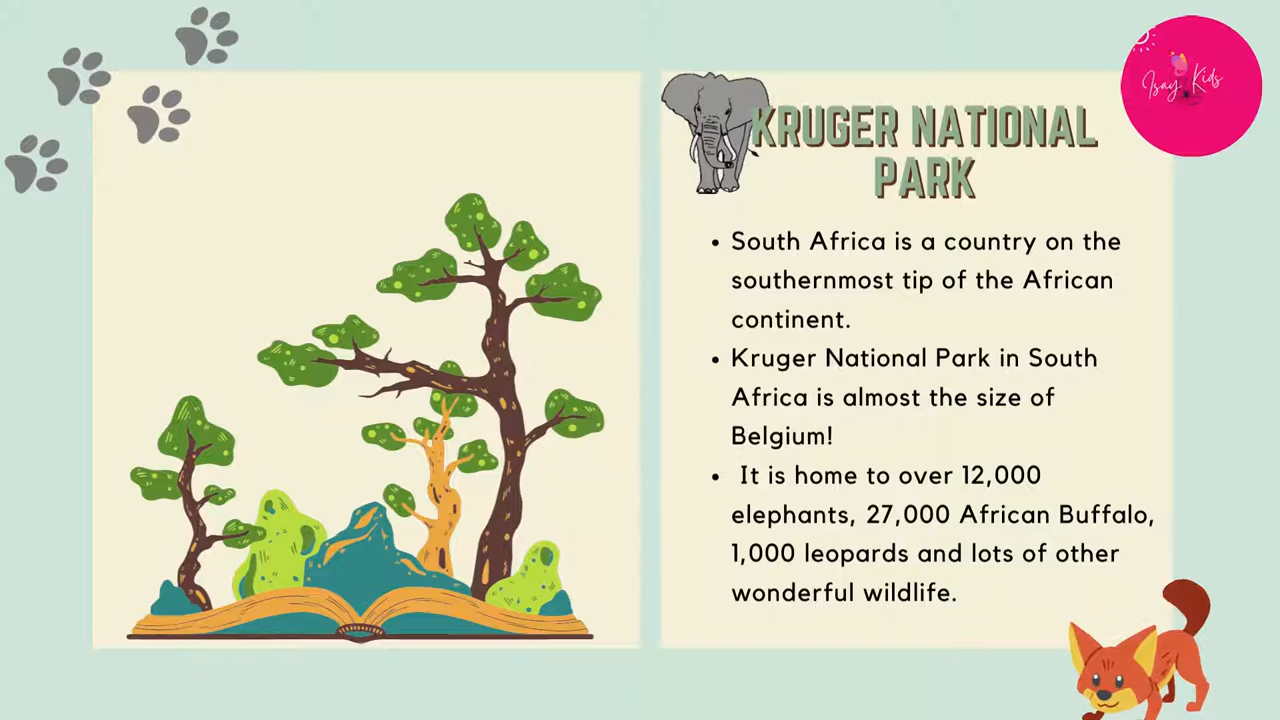 Isay Kids
KRUGER NATIONAL
PARK
• South Africa is a country on the
southernmost tip of the African
continent.
• Kruger National Park in South
Africa is almost the size of
Belgium!
• It is home to over 12,000
elephants, 27,000 African Buffalo,
1,000 leopards and lots of other
wonderful wildlife.